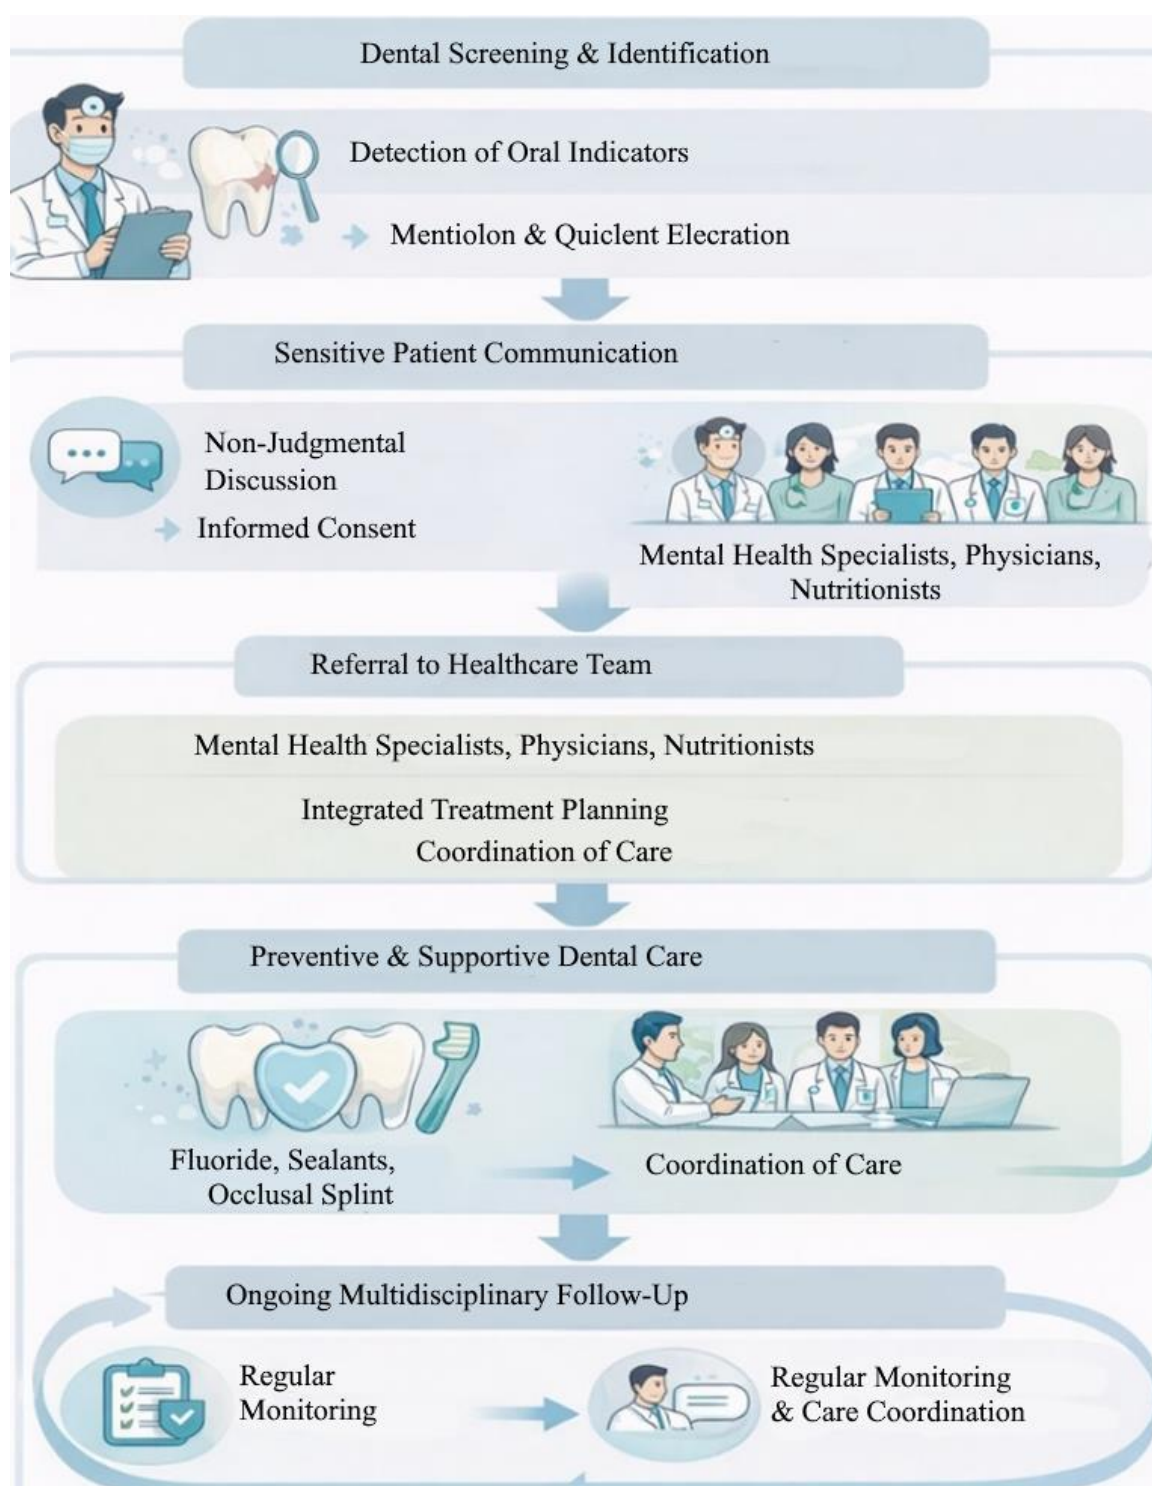 Dental Screening & Identification
Detection of Oral Indicators
Mentiolon & Quiclent Elecration
Sensitive Patient Communication
Non-Judgmental
Discussion
Informed Consent
Mental Health Specialists, Physicians,
Nutritionists
Referral to Healthcare Team
Mental Health Specialists, Physicians, Nutritionists
Integrated Treatment Planning
Coordination of Care
Preventive & Supportive Dental Care
Fluoride, Sealants,
Occlusal Splint
Coordination of Care
Ongoing Multidisciplinary Follow-Up
Regular
Monitoring
Regular Monitoring
& Care Coordination